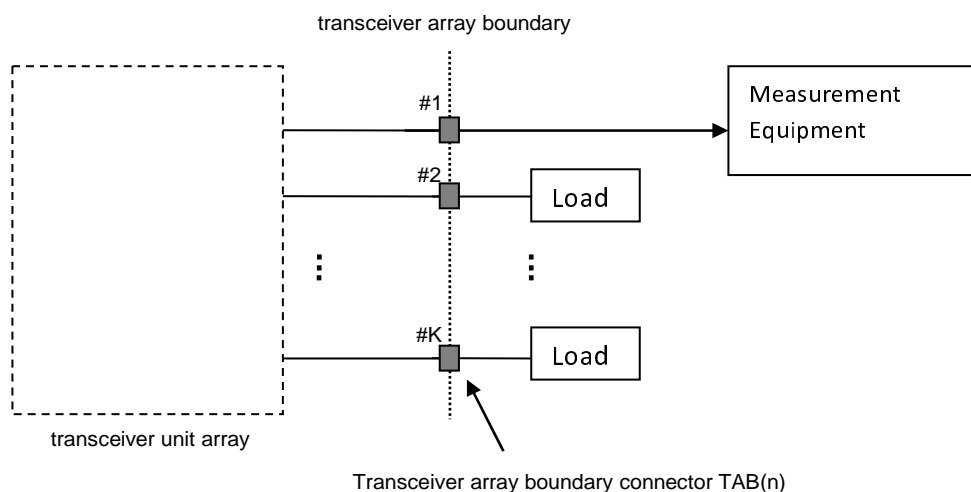 transceiver array boundary
#1
Measurement
Equipment
#2
Load
#K
Load
transceiver unit array
Transceiver array boundary connector TAB(n)